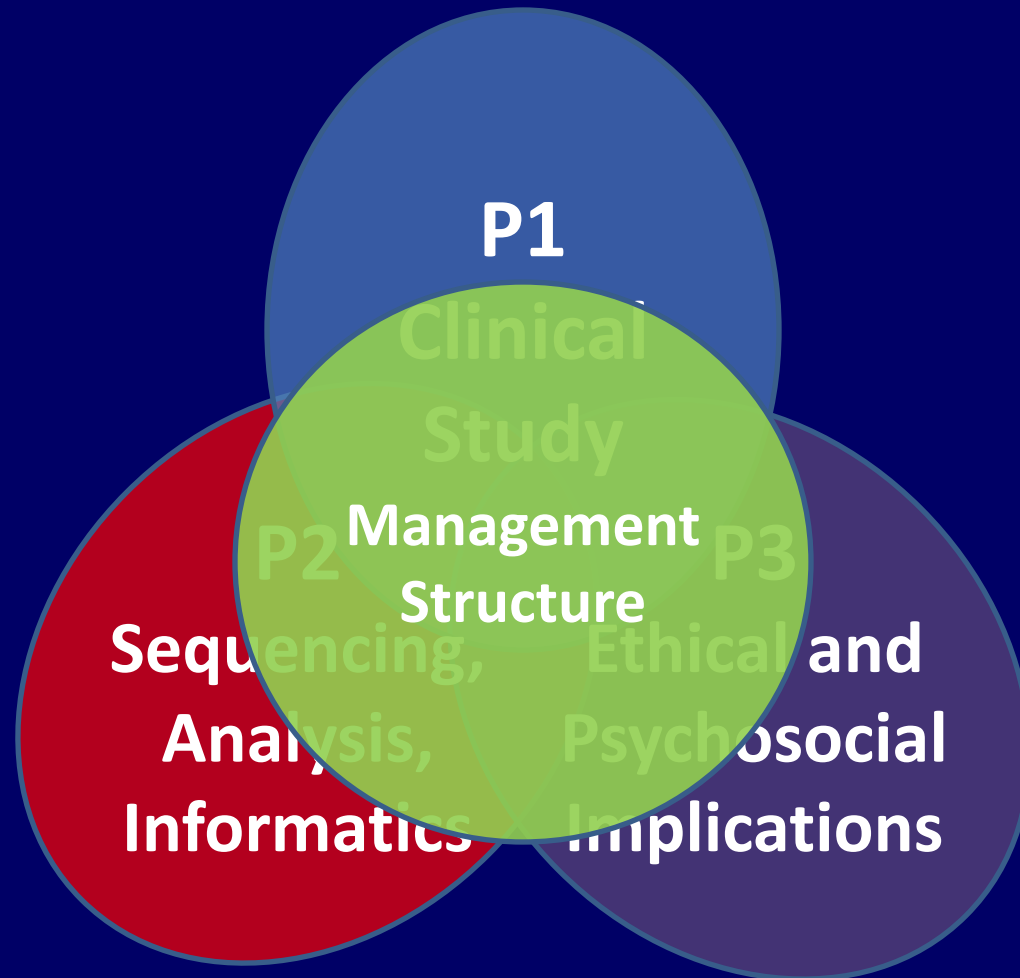 P1
Clinical
Study
Management
Structure
P2
Sequencing,
Analysis,
Informatics
P3
Ethical and
Psychosocial
Implications